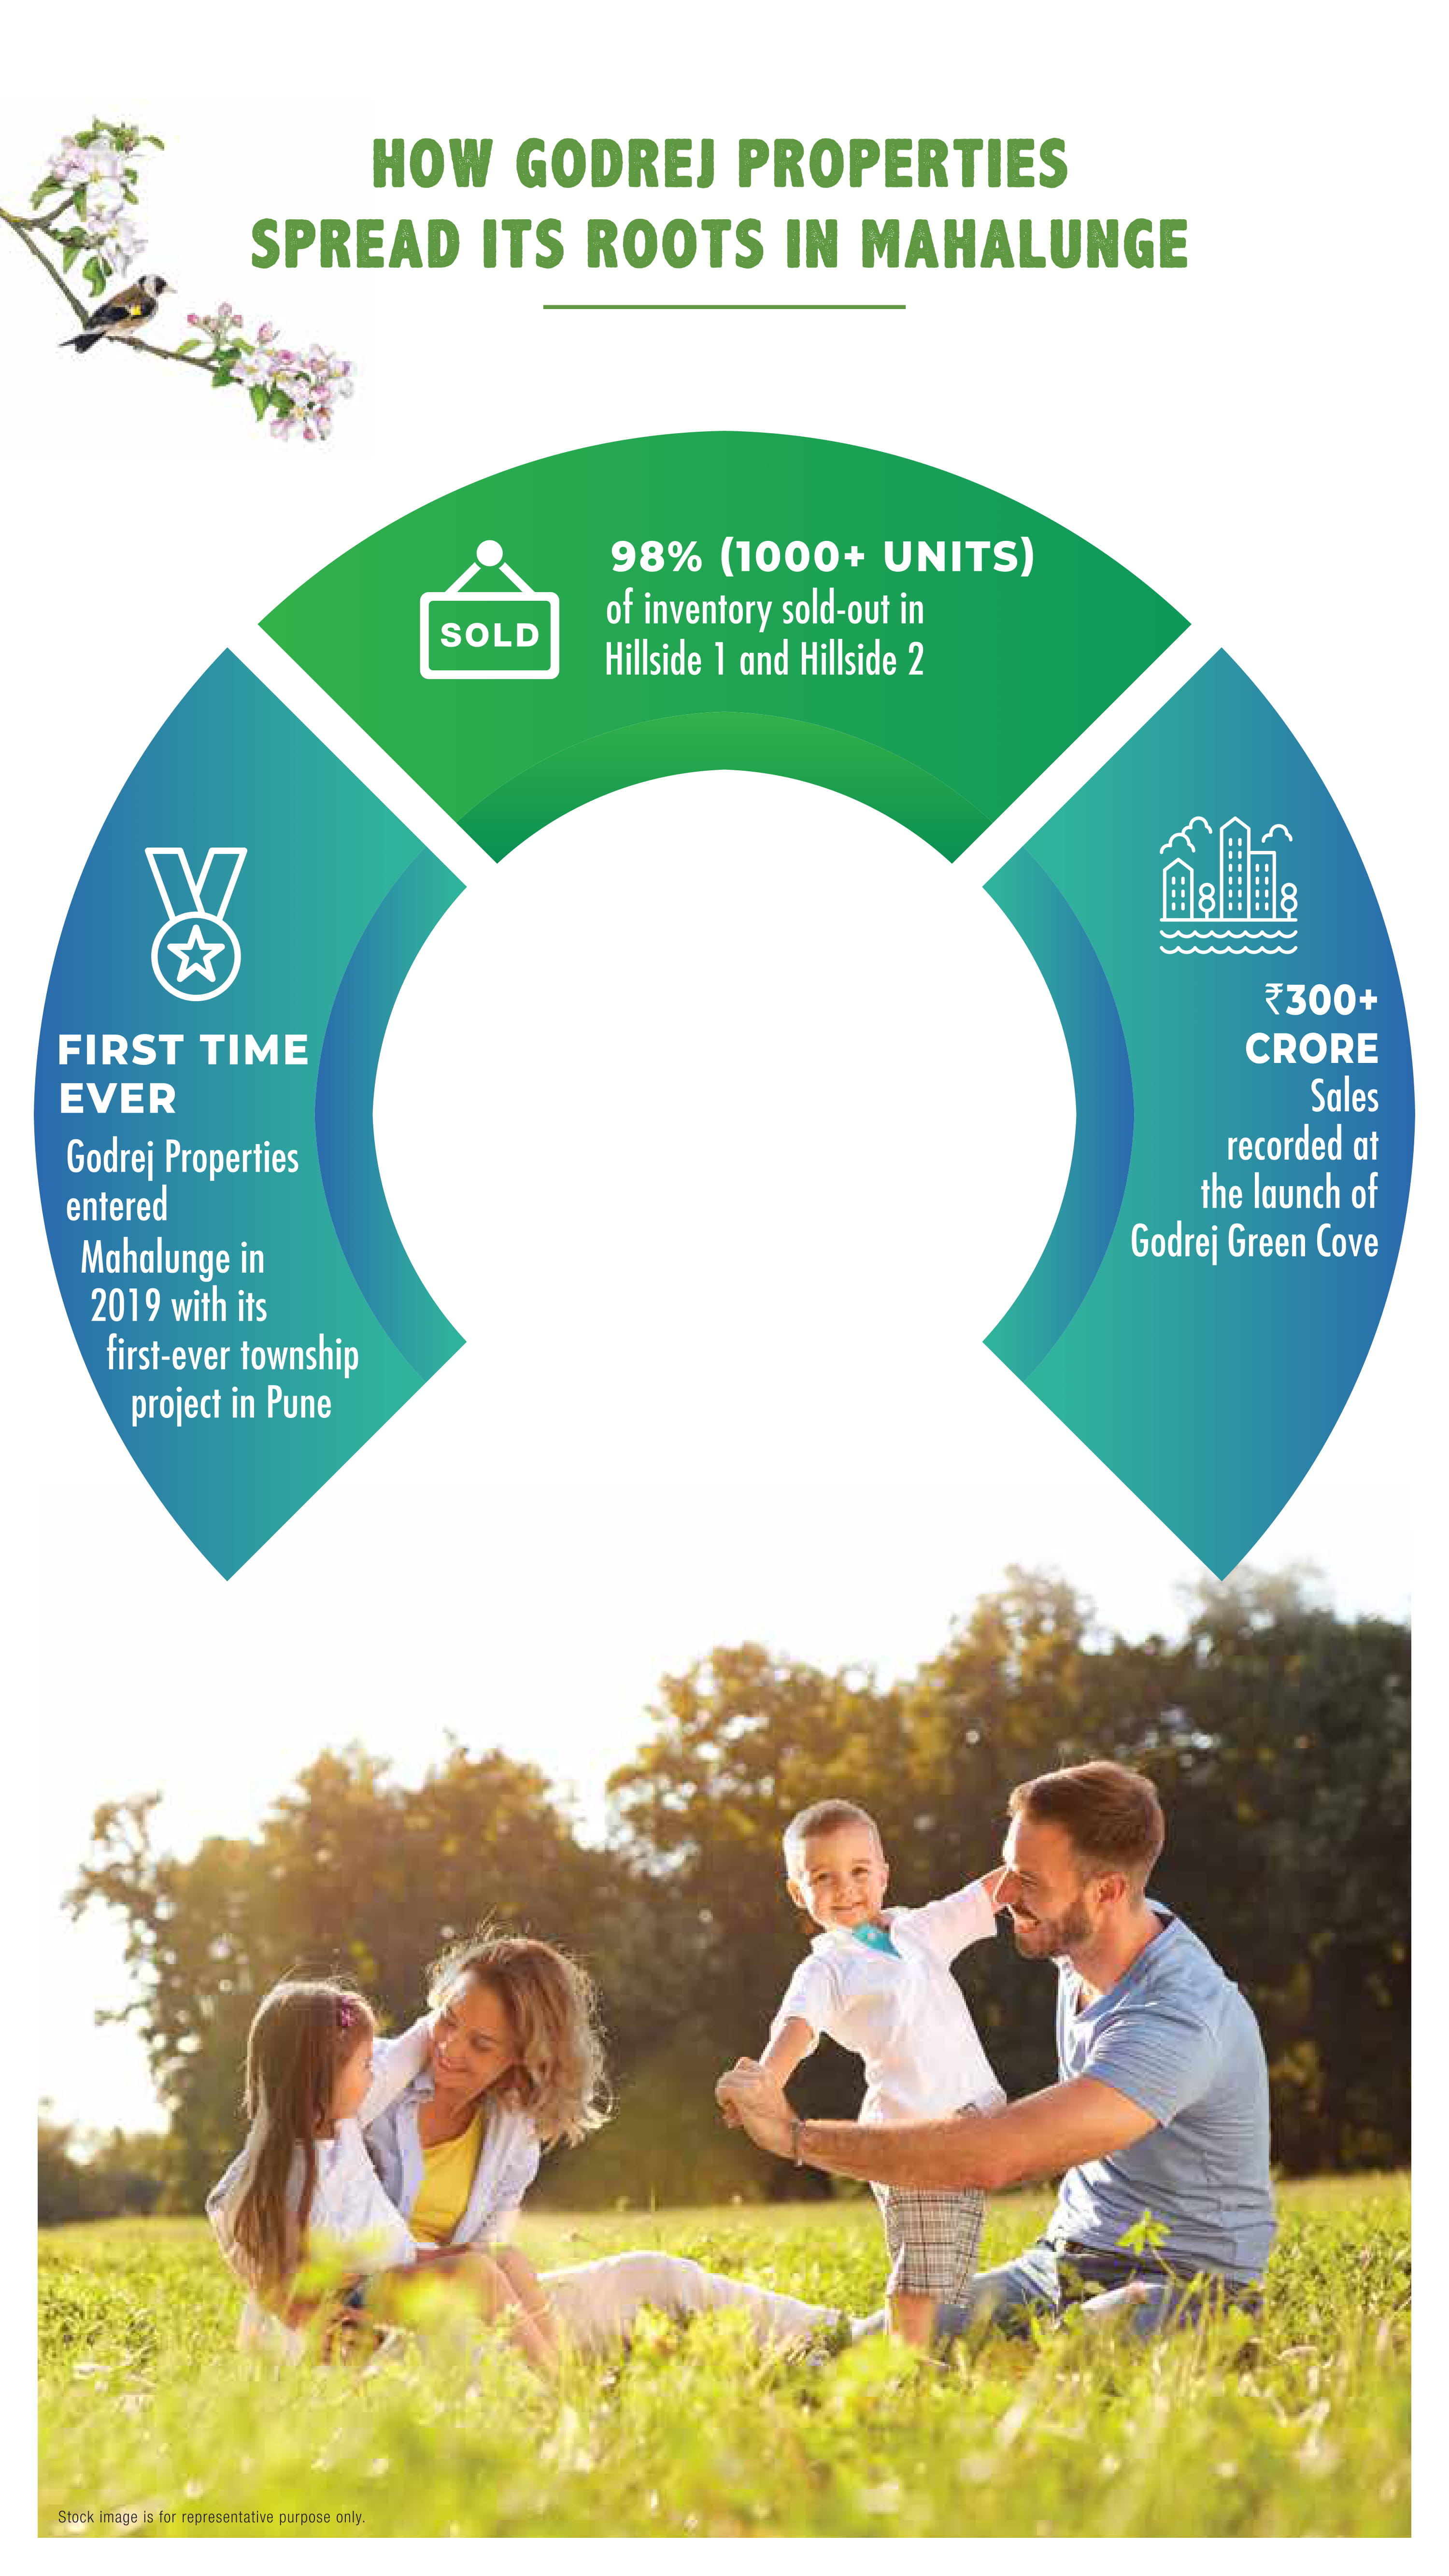 HOW GODREJ PROPERTIES
SPREAD ITS ROOTS IN MAHALUNGE
SOLD
98% (1000+ UNITS)
of inventory sold-out in
Hillside 1 and Hillside 2
FIRST TIME
EVER
Godrej Properties
entered
Mahalunge in
2019 with its
first-ever township
project in Pune
₹300+
CRORE
Sales
recorded at
the launch of
Godrej Green Cove
Stock image is for representative purpose only.